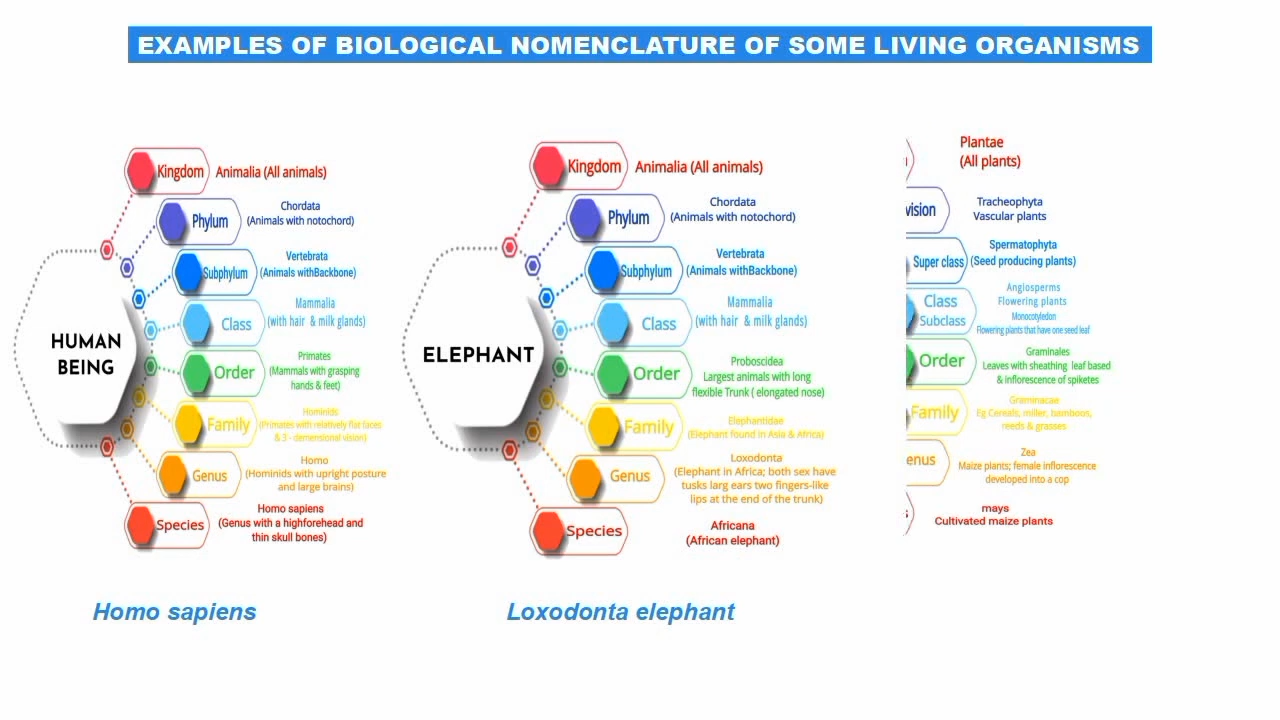 EXAMPLES OF BIOLOGICAL NOMENCLATURE OF SOME LIVING ORGANISMS
HUMAN
BEING
Kingdom
Animalia (All animals)
Phylum
Chordata
(Animals with notochord)
Subphylum
Vertebrata
(Animals withBackbone)
Class
Mammalia
(with hair & milk glands)
Order
Primates
(Mammals with grasping
hands & feet)
Family
Hominids
(Primates with relatively flat faces
& 3 - demensional vision)
Genus
Homo
(Hominids with upright posture
and large brains)
Species
Homo sapiens
(Genus with a highforehead and
thin skull bones)
Homo sapiens
ELEPHANT
Kingdom
Animalia (All animals)
Phylum
Chordata
(Animals with notochord)
Subphylum
Vertebrata
(Animals withBackbone)
Class
Mammalia
(with hair & milk glands)
Order
Proboscidea
Largest animals with long
flexible Trunk ( elongated nose)
Family
Elephantidae
(Elephant found in Asia & Africa)
Genus
Loxodonta
(Elephant in Africa; both sex have
tusks larg ears two fingers-like
lips at the end of the trunk)
Species
Africana
(African elephant)
Loxodonta elephant
Plantae
(All plants)
vision
Tracheophyta
Vascular plants
Super class
Spermatophyta
(Seed producing plants)
Class
Subclass
Angiosperms
Flowering plants
Monocotyledon
Flowering plants that have one seed leaf
Order
Graminales
Leaves with sheathing leaf based
& inflorescence of spiketes
Family
Graminacae
Eg Cereals, miller, bamboos,
reeds & grasses
enus
Zea
Maize plants; female inflorescence
developed into a cop
mays
Cultivated maize plants